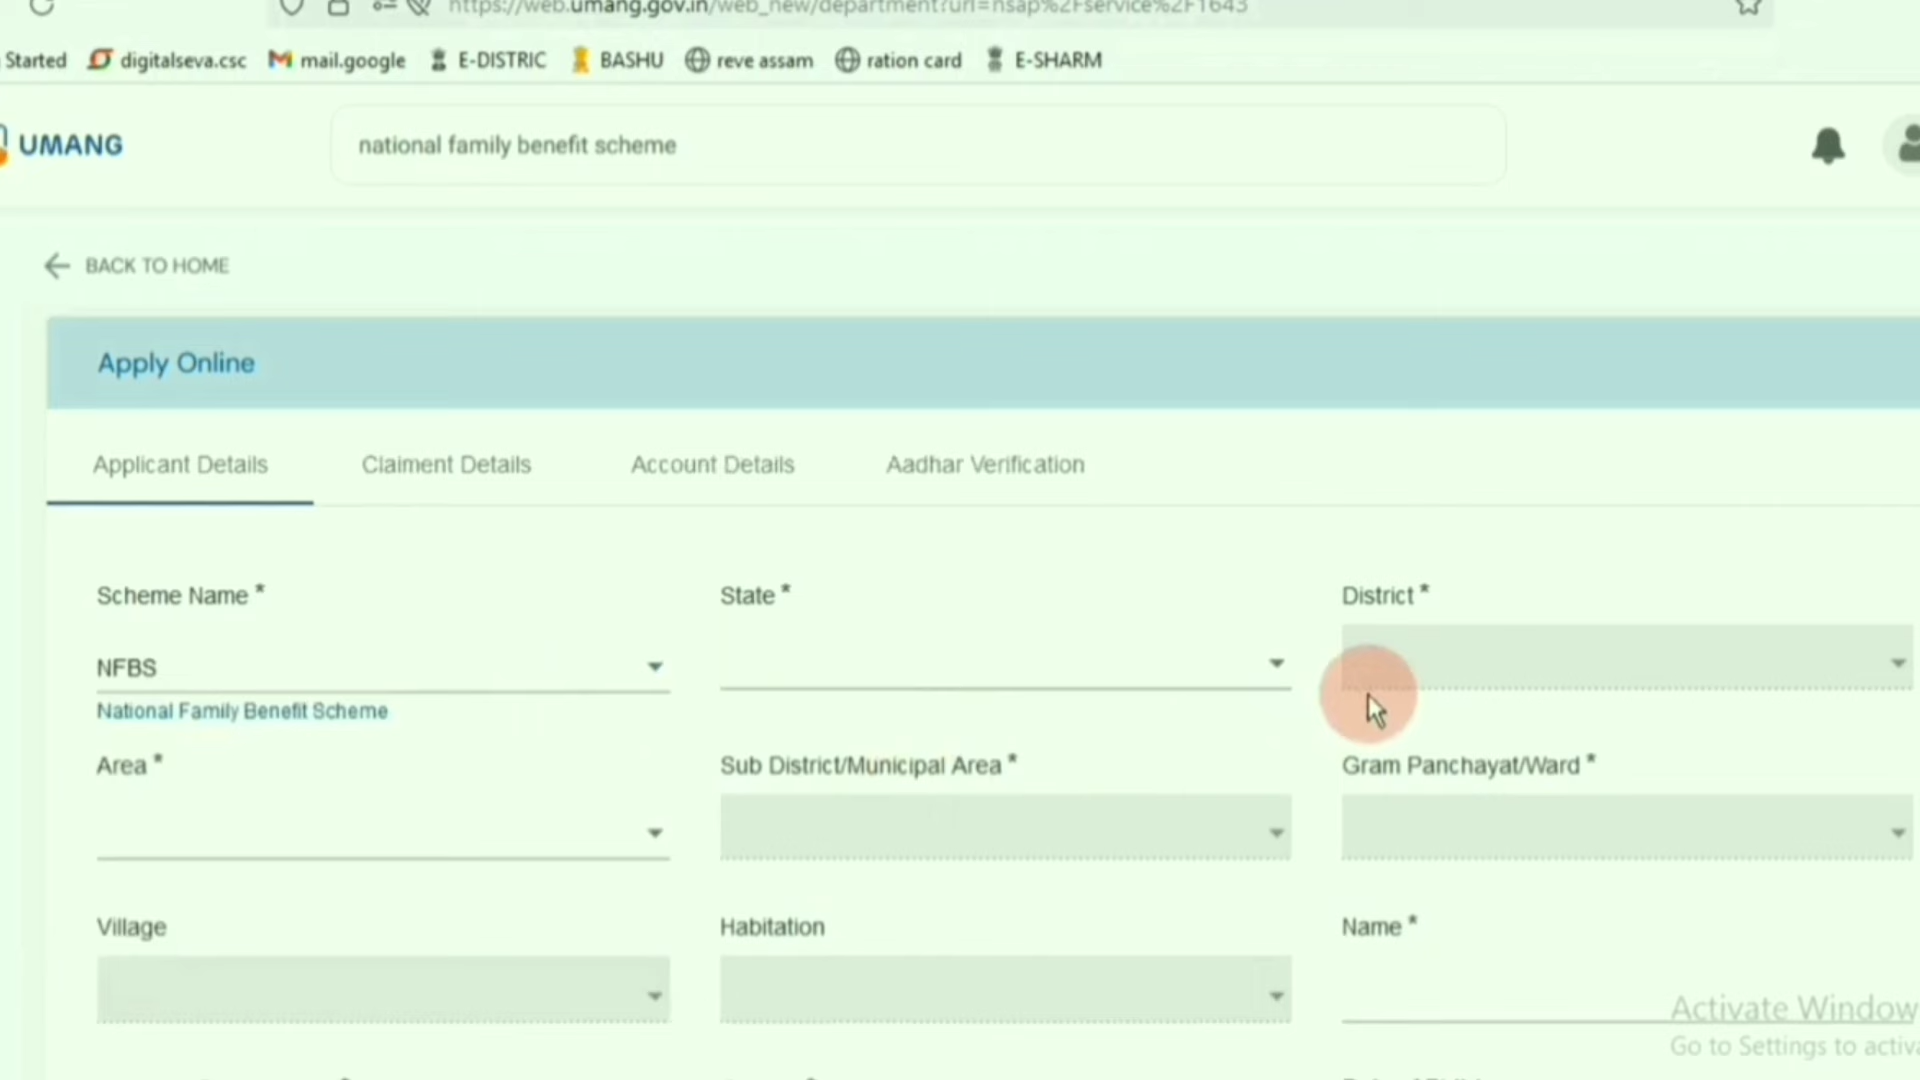 https://web.umang.gov.in/web_new/department?url=nsap%2Fservice%2F1643
Started digitalseva.csc mail.google E-DISTRIC BASHU reve assam ration card E-SHARM
UMANG national family benefit scheme
BACK TO HOME
Apply Online
Applicant Details Claiment Details Account Details Aadhar Verification
Scheme Name * State * District *
NFBS
National Family Benefit Scheme
Area * Sub District/Municipal Area * Gram Panchayat/Ward *
Village Habitation Name *
Activate Window
Go to Settings to activa